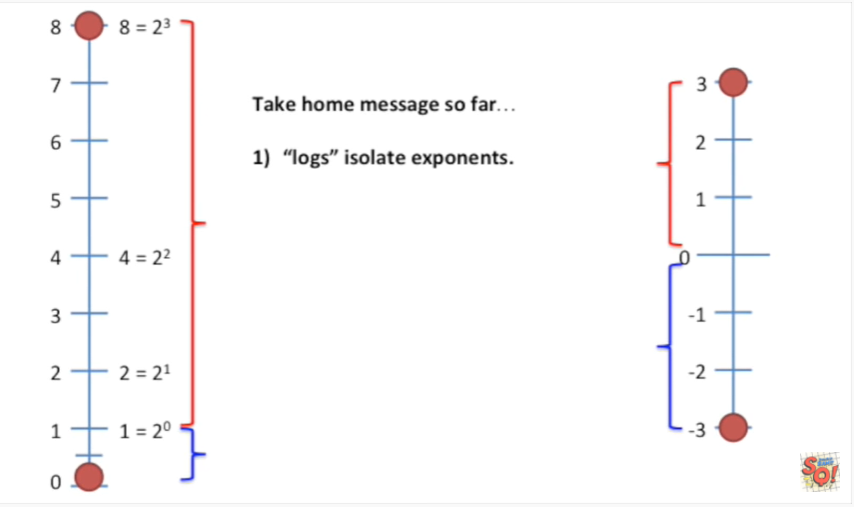 8 8 = 2³
7
6
5
4 4 = 2²
3
2 2 = 2¹
1 1 = 2⁰
0
Take home message so far…
1) “logs” isolate exponents.
3
2
1
0
-1
-2
-3
SQ!